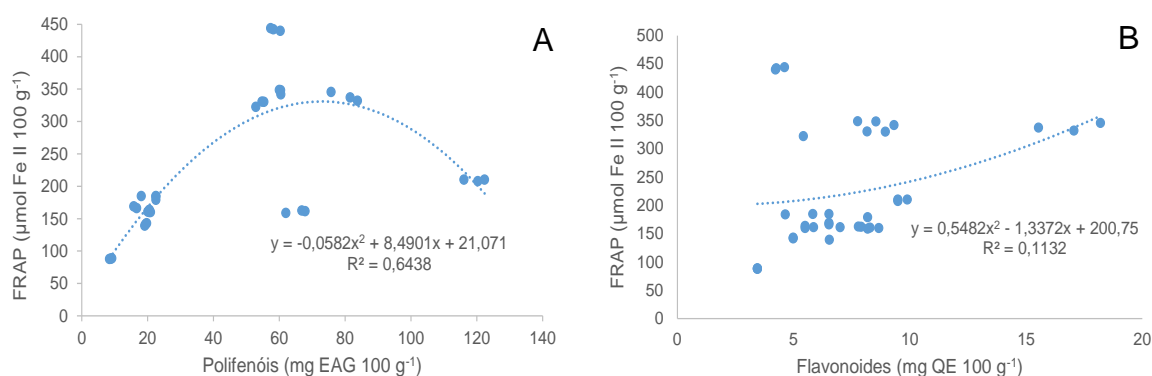 A
FRAP (µmol Fe II 100 g⁻¹)
450
400
350
300
250
200
150
100
50
0
y = -0,0582x² + 8,4901x + 21,071
R² = 0,6438
0 20 40 60 80 100 120 140
Polifenóis (mg EAG 100 g⁻¹)
B
FRAP (µmol Fe II 100 g⁻¹)
500
450
400
350
300
250
200
150
100
50
0
y = 0,5482x² - 1,3372x + 200,75
R² = 0,1132
0 5 10 15 20
Flavonoides (mg QE 100 g⁻¹)